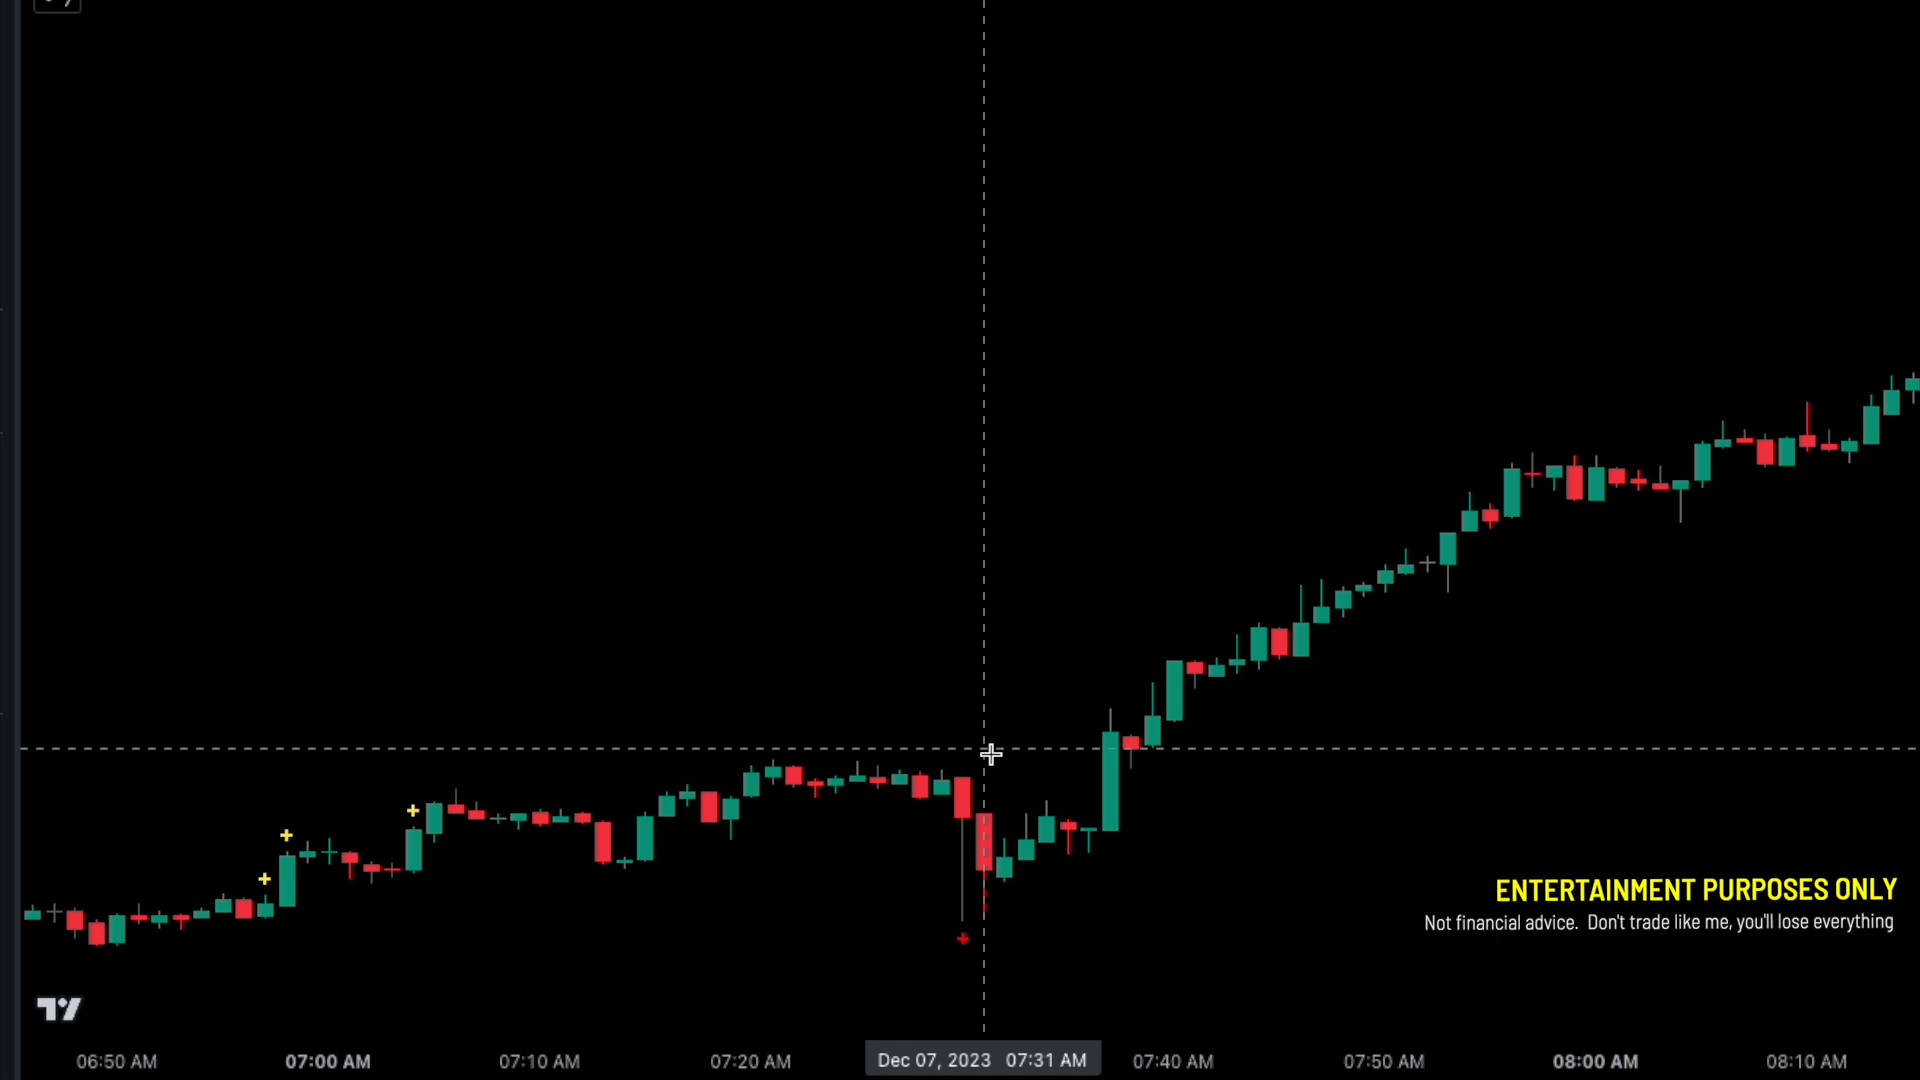 ENTERTAINMENT PURPOSES ONLY
Not financial advice. Don't trade like me, you'll lose everything
06:50 AM 07:00 AM 07:10 AM 07:20 AM Dec 07, 2023 07:31 AM 07:40 AM 07:50 AM 08:00 AM 08:10 AM